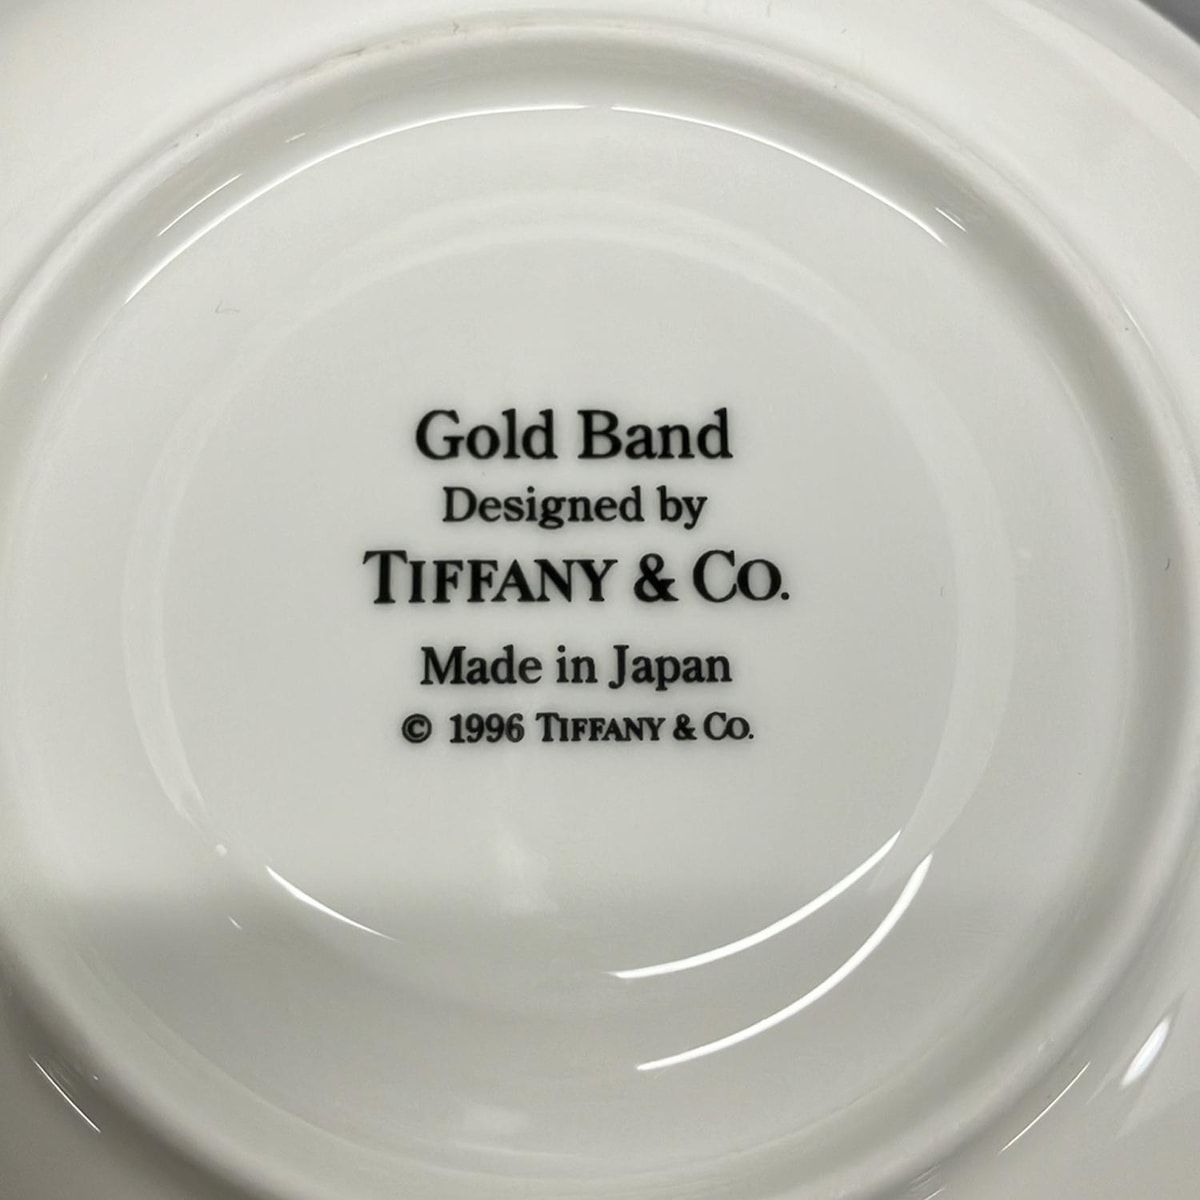 Gold Band
Designed by
TIFFANY & CO.
Made in Japan
© 1996 TIFFANY & CO.